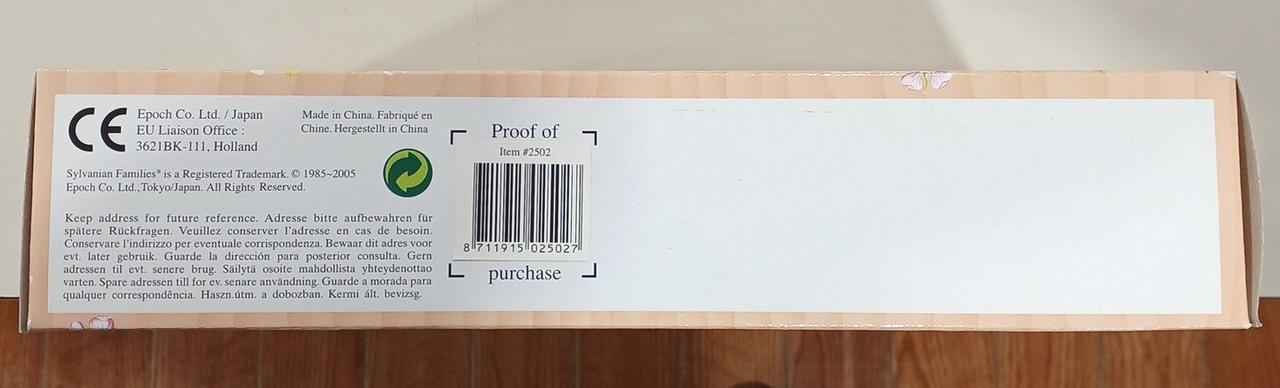 CE
Epoch Co. Ltd. / Japan
EU Liaison Office :
3621BK-111, Holland
Made in China. Fabriqué en
Chine. Hergestellt in China
Sylvanian Families® is a Registered Trademark. © 1985~2005
Epoch Co. Ltd.,Tokyo/Japan. All Rights Reserved.
Keep address for future reference. Adresse bitte aufbewahren für
spätere Rückfragen. Veuillez conserver l'adresse en cas de besoin.
Conservare l'indirizzo per eventuale corrispondenza. Bewaar dit adres voor
evt. later gebruik. Guarde la dirección para posterior consulta. Gern
adressen til evt. senere brug. Säilytä osoite mahdollista yhteydenottao
varten. Spare adressen till for ev. senare användning. Guarde a morada para
qualquer correspondência. Haszn.útm. a dobozban. Kermi ált. bevizsg.
Proof of
Item #2502
8 711915 025027
purchase